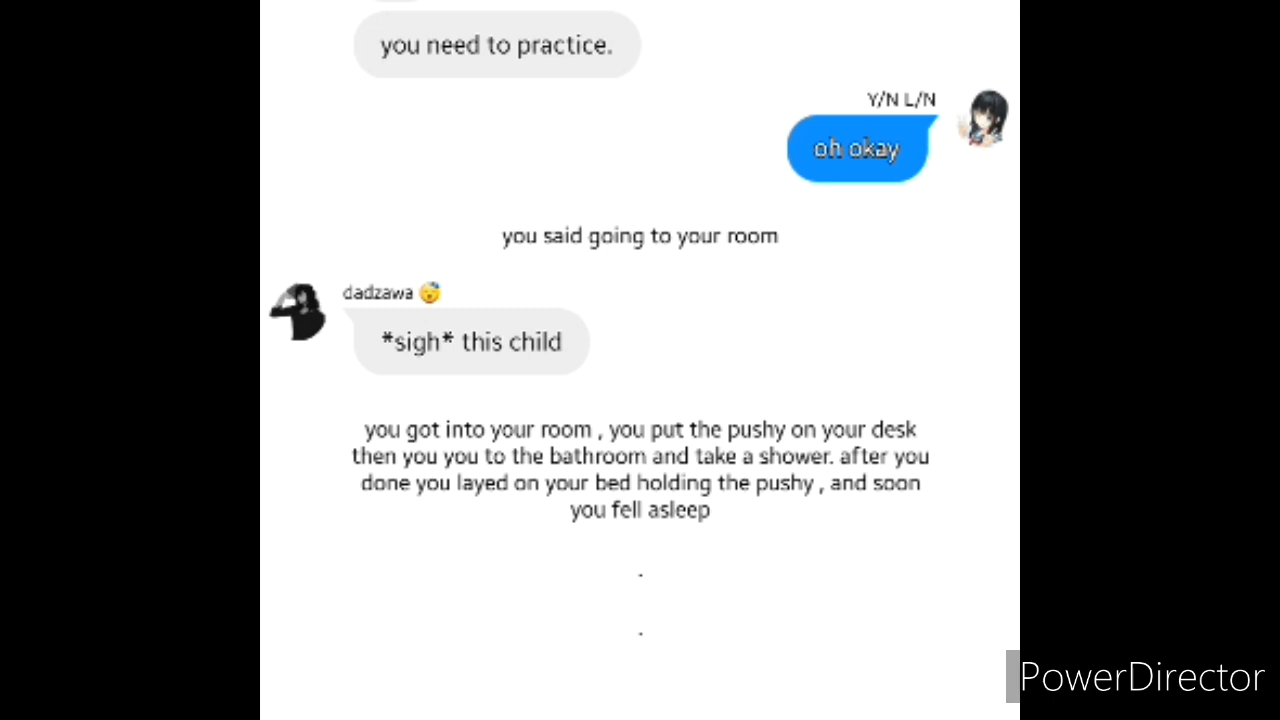 you need to practice.
Y/N L/N
oh okay
you said going to your room
dadzawa 😴
*sigh* this child
you got into your room , you put the pushy on your desk
then you you to the bathroom and take a shower. after you
done you layed on your bed holding the pushy , and soon
you fell asleep
.
.
PowerDirector